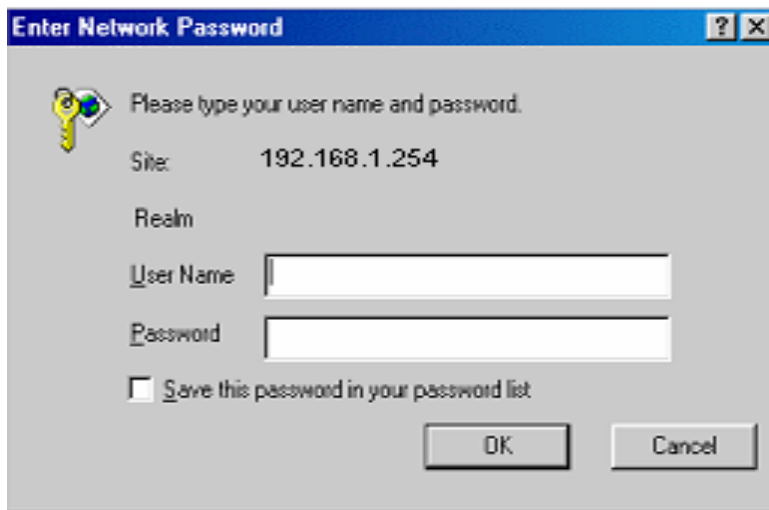 Enter Network Password
Please type your user name and password.
Site: 192.168.1.254
Realm
User Name
Password
Save this password in your password list
OK Cancel